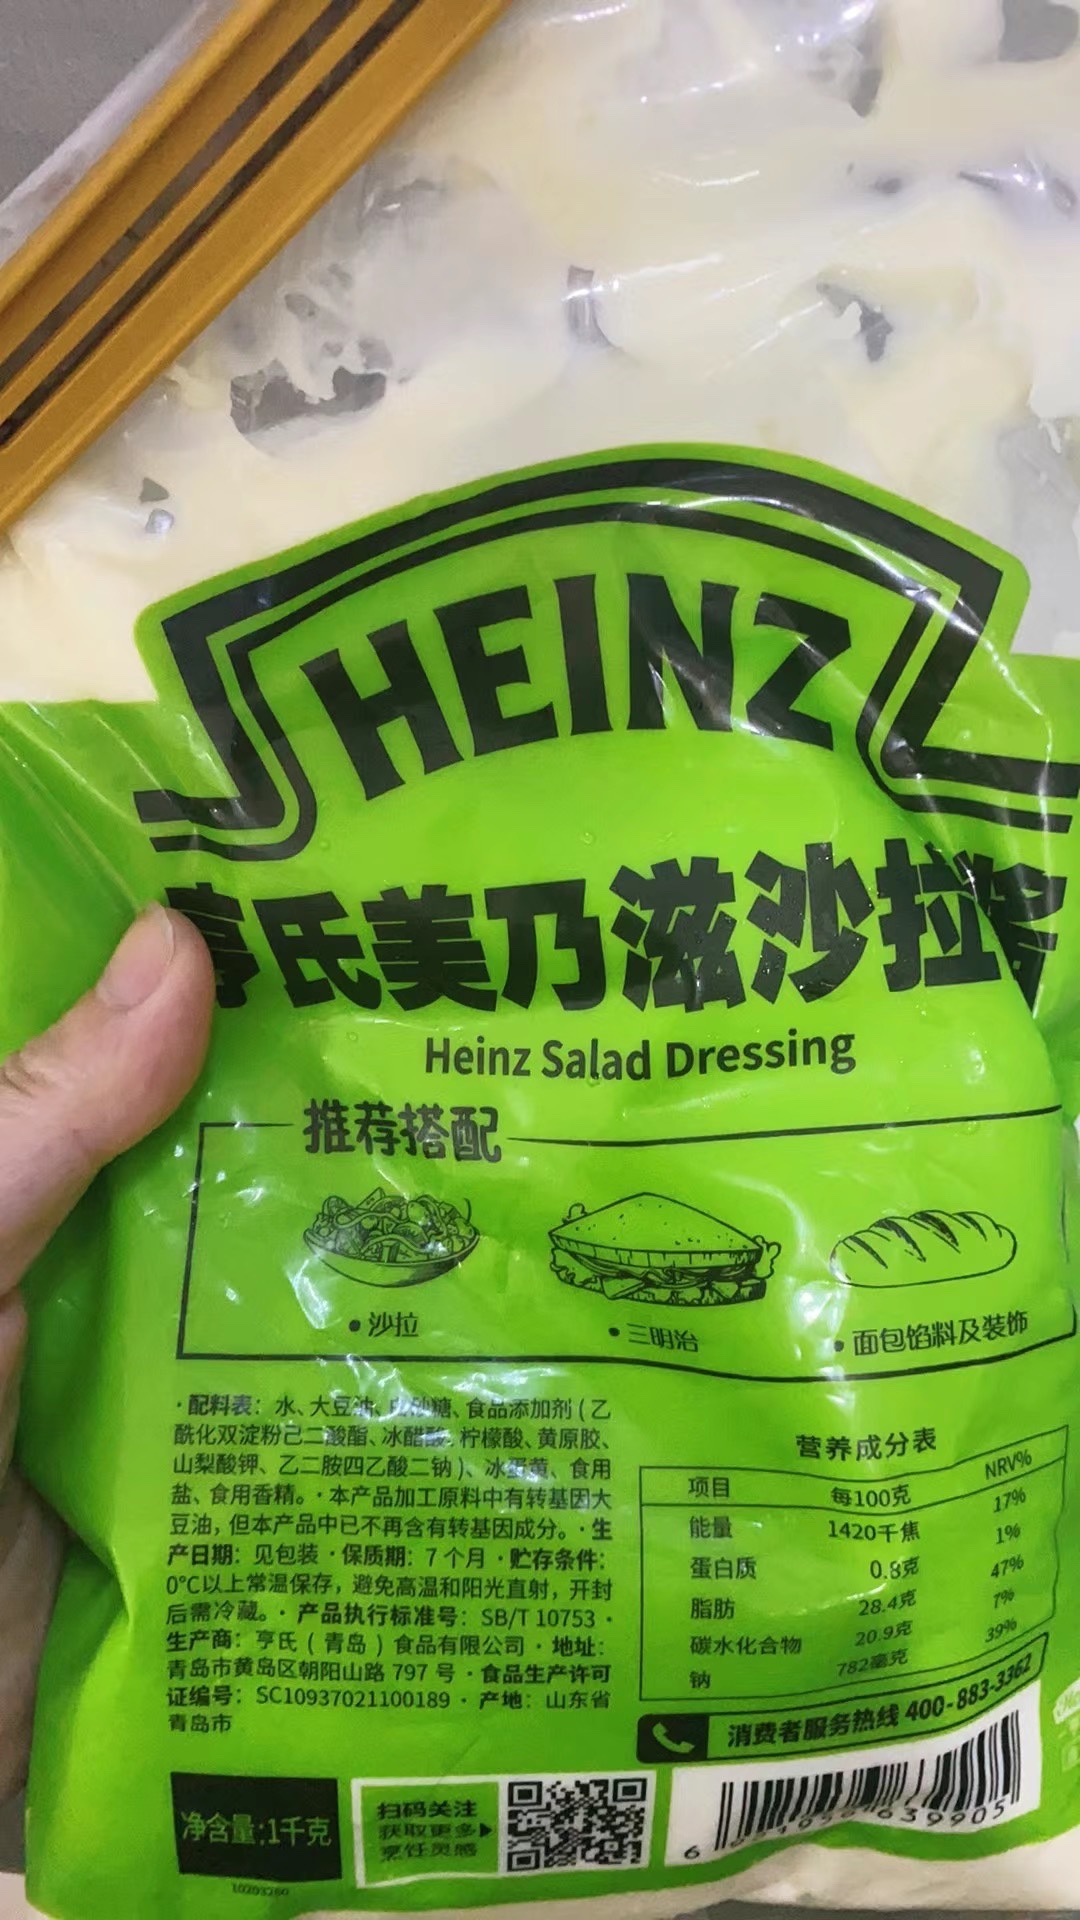 HEINZ
亨氏美乃滋沙拉酱
Heinz Salad Dressing
推荐搭配
• 沙拉
• 三明治
• 面包馅料及装饰
· 配料表: 水、大豆油、白砂糖、食品添加剂 ( 乙
酰化双淀粉己二酸酯、冰醋酸、柠檬酸、黄原胶、
山梨酸钾、乙二胺四乙酸二钠 )、冰蛋黄、食用
盐、食用香精。· 本产品加工原料中有转基因大
豆油, 但本产品中已不再含有转基因成分。· 生
产日期: 见包装 · 保质期: 7 个月 · 贮存条件:
0°C以上常温保存, 避免高温和阳光直射, 开封
后需冷藏。· 产品执行标准号: SB/T 10753 ·
生产商: 亨氏 ( 青岛 ) 食品有限公司 · 地址:
青岛市黄岛区朝阳山路 797 号 · 食品生产许可
证编号: SC10937021100189 · 产地: 山东省
青岛市
营养成分表
项目 每100克 NRV%
能量 1420千焦 17%
蛋白质 0.8克 1%
脂肪 28.4克 47%
碳水化合物 20.9克 7%
钠 782毫克 39%
消费者服务热线 400-883-3362
净含量:1千克
扫码关注
获取更多
烹饪灵感
10203260